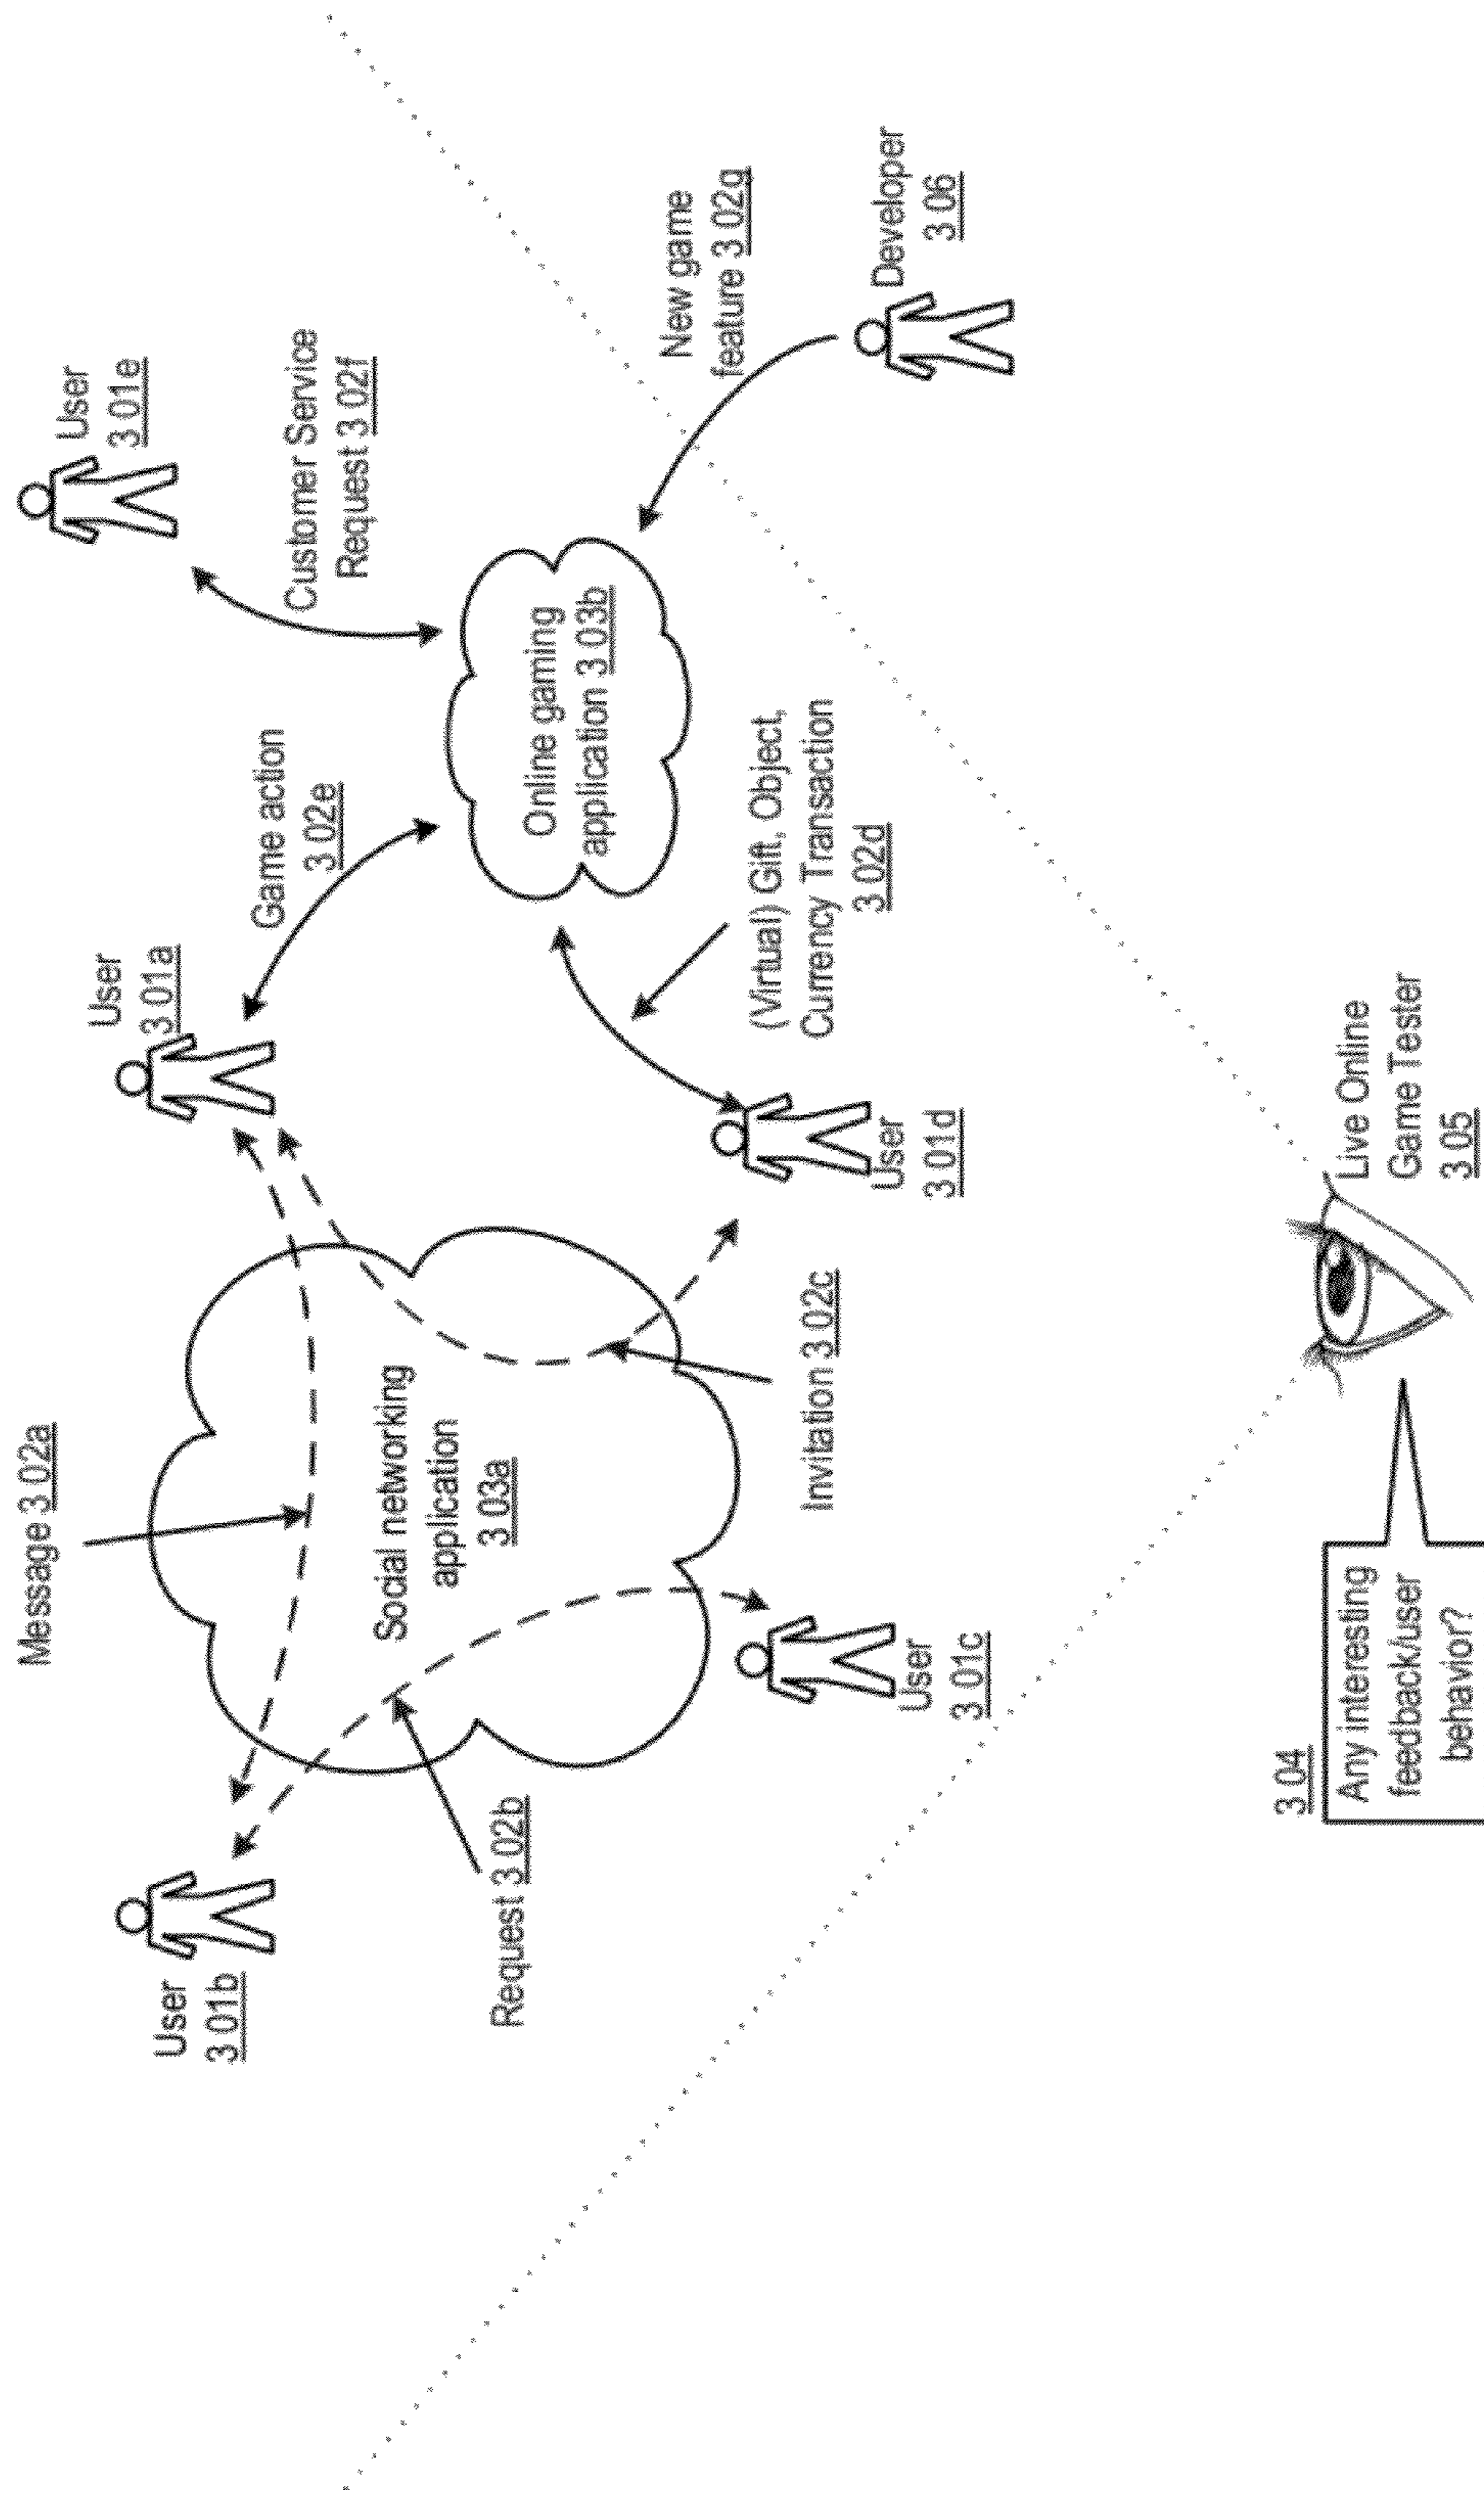 Message 3 02a
User
3 01b
User
3 01a
User
3 01e
Game action
3 02e
Customer Service
Request 3 02f
Social networking
application
3 03a
Request 3 02b
Online gaming
application 3 03b
New game
feature 3 02g
(Virtual) Gift, Object,
Currency Transaction
3 02d
Invitation 3 02c
User
3 01c
User
3 01d
Developer
3 06
3 04
Any interesting
feedback/user
behavior?
Live Online
Game Tester
3 05